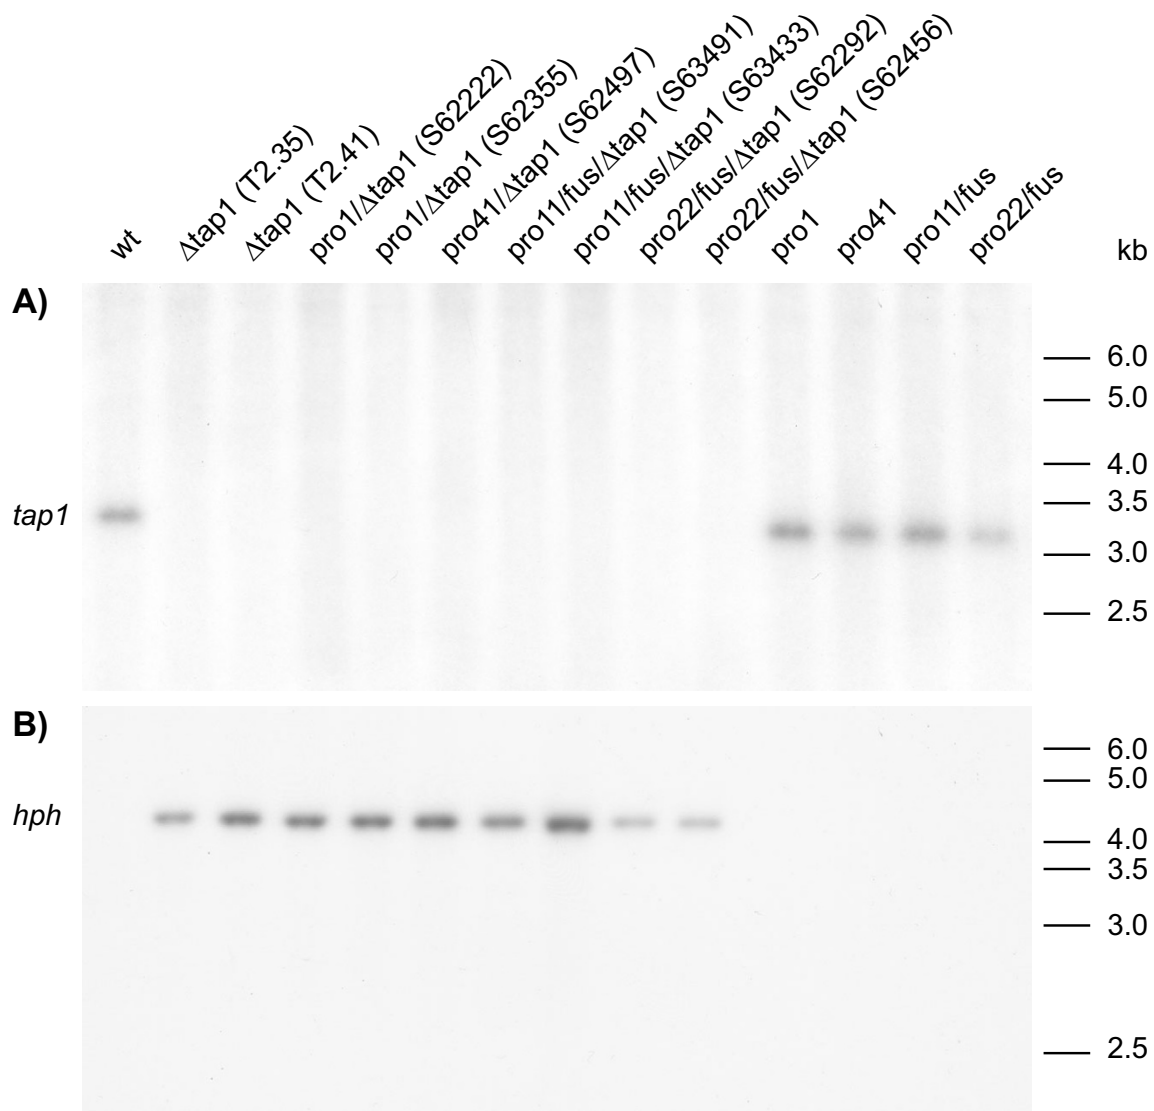 wt
Δtap1 (T2.35)
Δtap1 (T2.41)
pro1/Δtap1 (S62222)
pro1/Δtap1 (S62355)
pro41/Δtap1 (S62497)
pro11/fus/Δtap1 (S63491)
pro11/fus/Δtap1 (S63433)
pro22/fus/Δtap1 (S62292)
pro22/fus/Δtap1 (S62456)
pro1
pro41
pro11/fus
pro22/fus
kb
A)
6.0
5.0
4.0
3.5
tap1
3.0
2.5
B)
6.0
5.0
hph
4.0
3.5
3.0
2.5